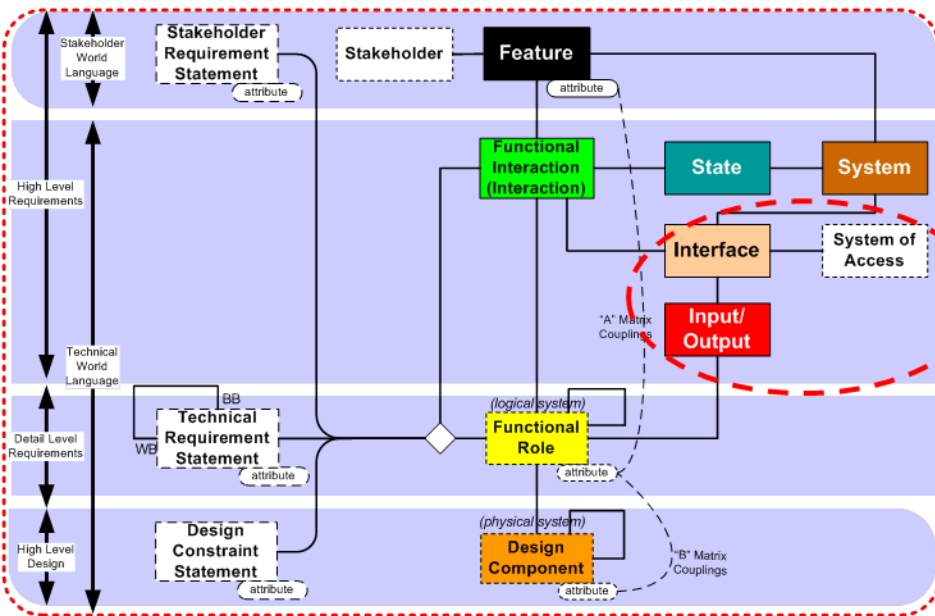 Stakeholder
World
Language
Stakeholder
Requirement
Statement
attribute
Stakeholder
Feature
attribute
High Level
Requirements
Functional
Interaction
(Interaction)
State
System
Interface
System of
Access
"A" Matrix
Couplings
Input/
Output
Technical
World
Language
Detail Level
Requirements
BB
WB
Technical
Requirement
Statement
attribute
(logical system)
Functional
Role
attribute
High Level
Design
Design
Constraint
Statement
attribute
(physical system)
Design
Component
attribute
"B" Matrix
Couplings